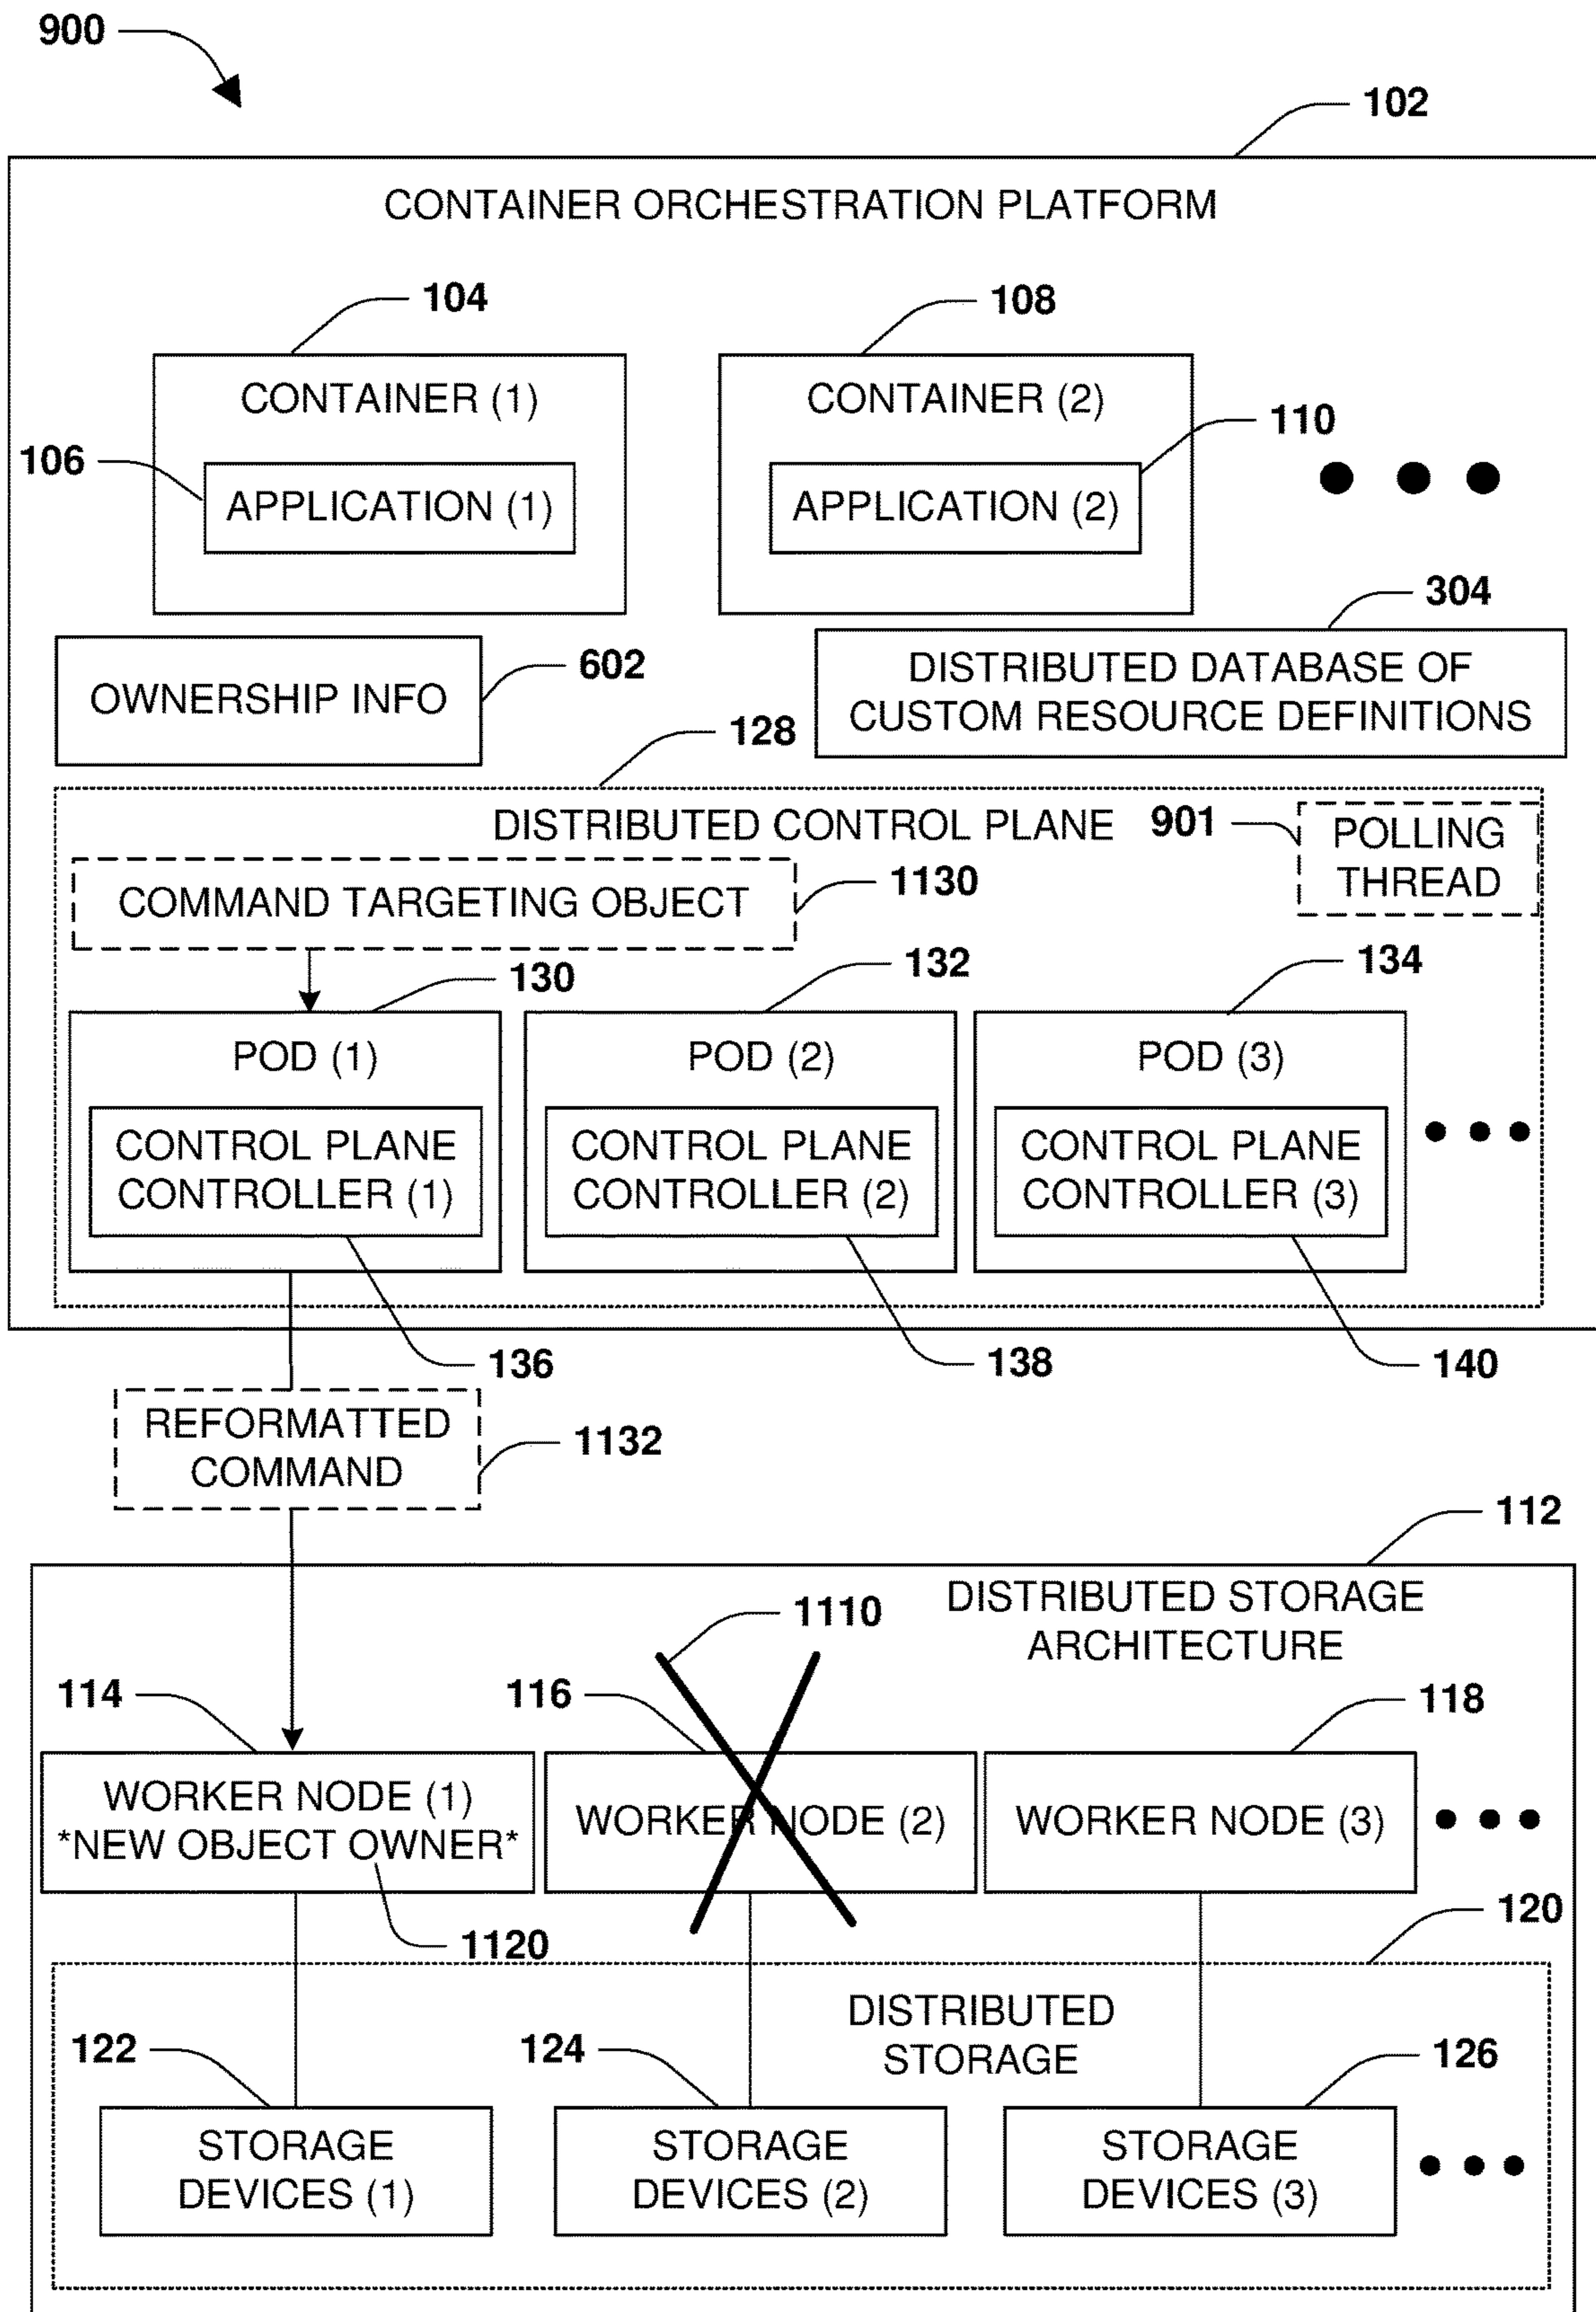 900
102
CONTAINER ORCHESTRATION PLATFORM
104
108
CONTAINER (1)
CONTAINER (2)
110
106
APPLICATION (1)
APPLICATION (2)
304
602
OWNERSHIP INFO
DISTRIBUTED DATABASE OF
CUSTOM RESOURCE DEFINITIONS
128
DISTRIBUTED CONTROL PLANE
901
POLLING
THREAD
COMMAND TARGETING OBJECT
1130
130
132
134
POD (1)
POD (2)
POD (3)
CONTROL PLANE
CONTROLLER (1)
CONTROL PLANE
CONTROLLER (2)
CONTROL PLANE
CONTROLLER (3)
136
138
140
REFORMATTED
COMMAND
1132
112
DISTRIBUTED STORAGE
ARCHITECTURE
1110
114
116
118
WORKER NODE (1)
*NEW OBJECT OWNER*
WORKER NODE (2)
WORKER NODE (3)
1120
120
DISTRIBUTED
STORAGE
122
124
126
STORAGE
DEVICES (1)
STORAGE
DEVICES (2)
STORAGE
DEVICES (3)